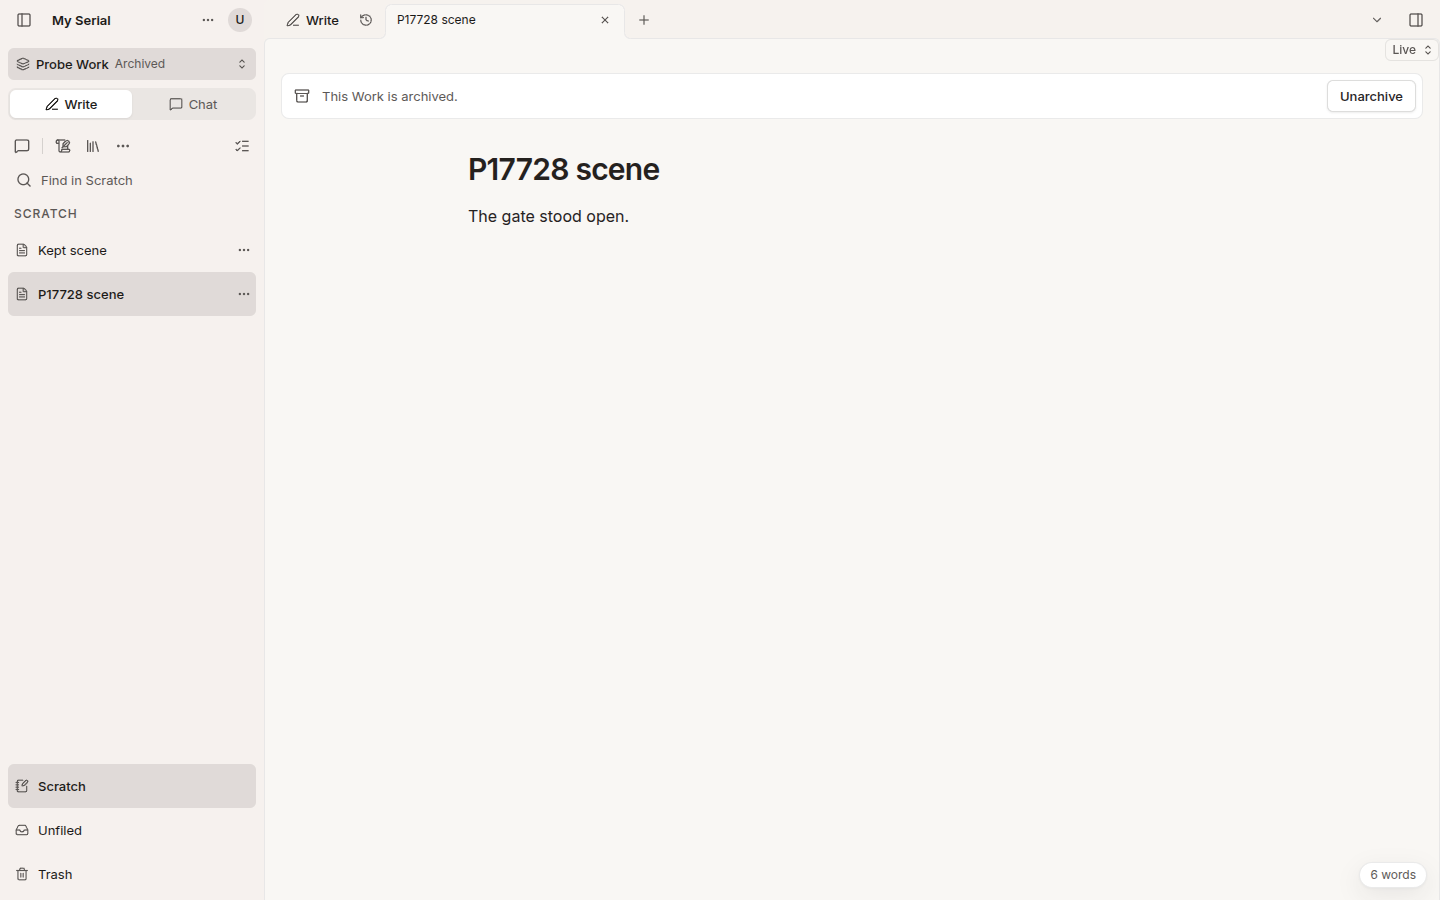 My Serial
U
Write
P17728 scene
Live
Probe Work Archived
Write
Chat
This Work is archived.
Unarchive
Find in Scratch
SCRATCH
Kept scene
P17728 scene
P17728 scene
The gate stood open.
Scratch
Unfiled
Trash
6 words